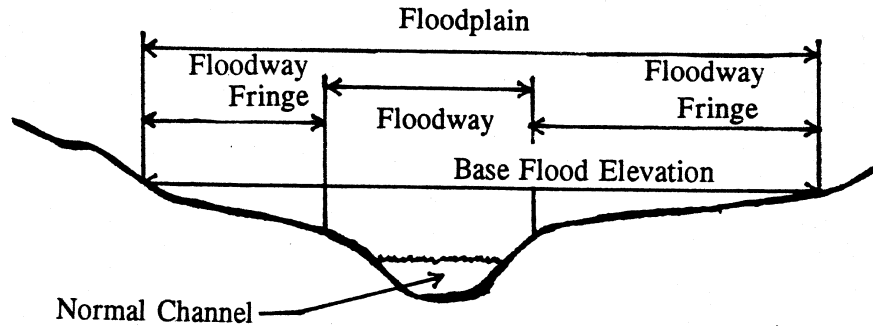 Floodplain
Floodway
Fringe
Floodway
Floodway
Fringe
Base Flood Elevation
Normal Channel